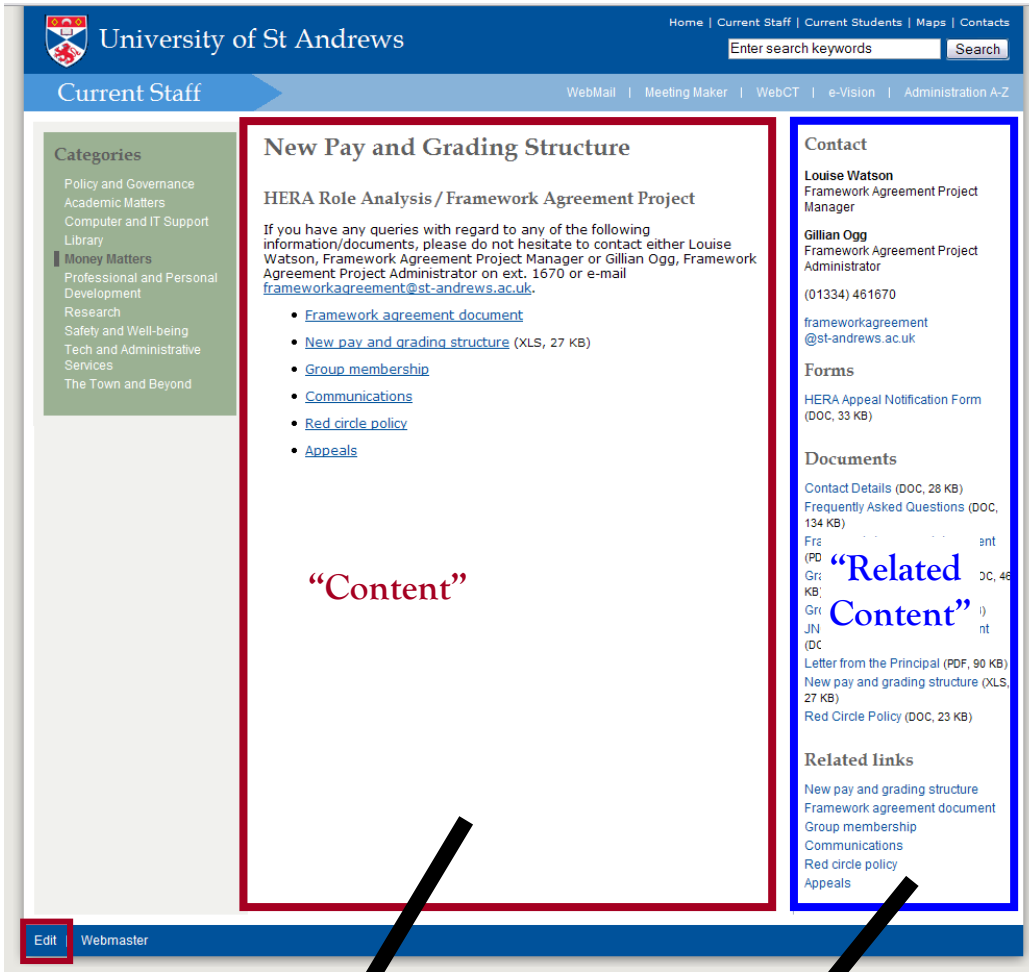 University of St Andrews
Home | Current Staff | Current Students | Maps | Contacts
Enter search keywords
Search
Current Staff
WebMail | Meeting Maker | WebCT | e-Vision | Administration A-Z
Categories
Policy and Governance
Academic Matters
Computer and IT Support
Library
Money Matters
Professional and Personal
Development
Research
Safety and Well-being
Tech and Administrative
Services
The Town and Beyond
New Pay and Grading Structure
HERA Role Analysis / Framework Agreement Project
If you have any queries with regard to any of the following
information/documents, please do not hesitate to contact either Louise
Watson, Framework Agreement Project Manager or Gillian Ogg, Framework
Agreement Project Administrator on ext. 1670 or e-mail
frameworkagreement@st-andrews.ac.uk.
• Framework agreement document
• New pay and grading structure (XLS, 27 KB)
• Group membership
• Communications
• Red circle policy
• Appeals
“Content”
Contact
Louise Watson
Framework Agreement Project
Manager
Gillian Ogg
Framework Agreement Project
Administrator
(01334) 461670
frameworkagreement
@st-andrews.ac.uk
Forms
HERA Appeal Notification Form
(DOC, 33 KB)
Documents
Contact Details (DOC, 28 KB)
Frequently Asked Questions (DOC,
134 KB)
“Related
Content”
KB)
Letter from the Principal (PDF, 90 KB)
New pay and grading structure (XLS,
27 KB)
Red Circle Policy (DOC, 23 KB)
Related links
New pay and grading structure
Framework agreement document
Group membership
Communications
Red circle policy
Appeals
Edit | Webmaster